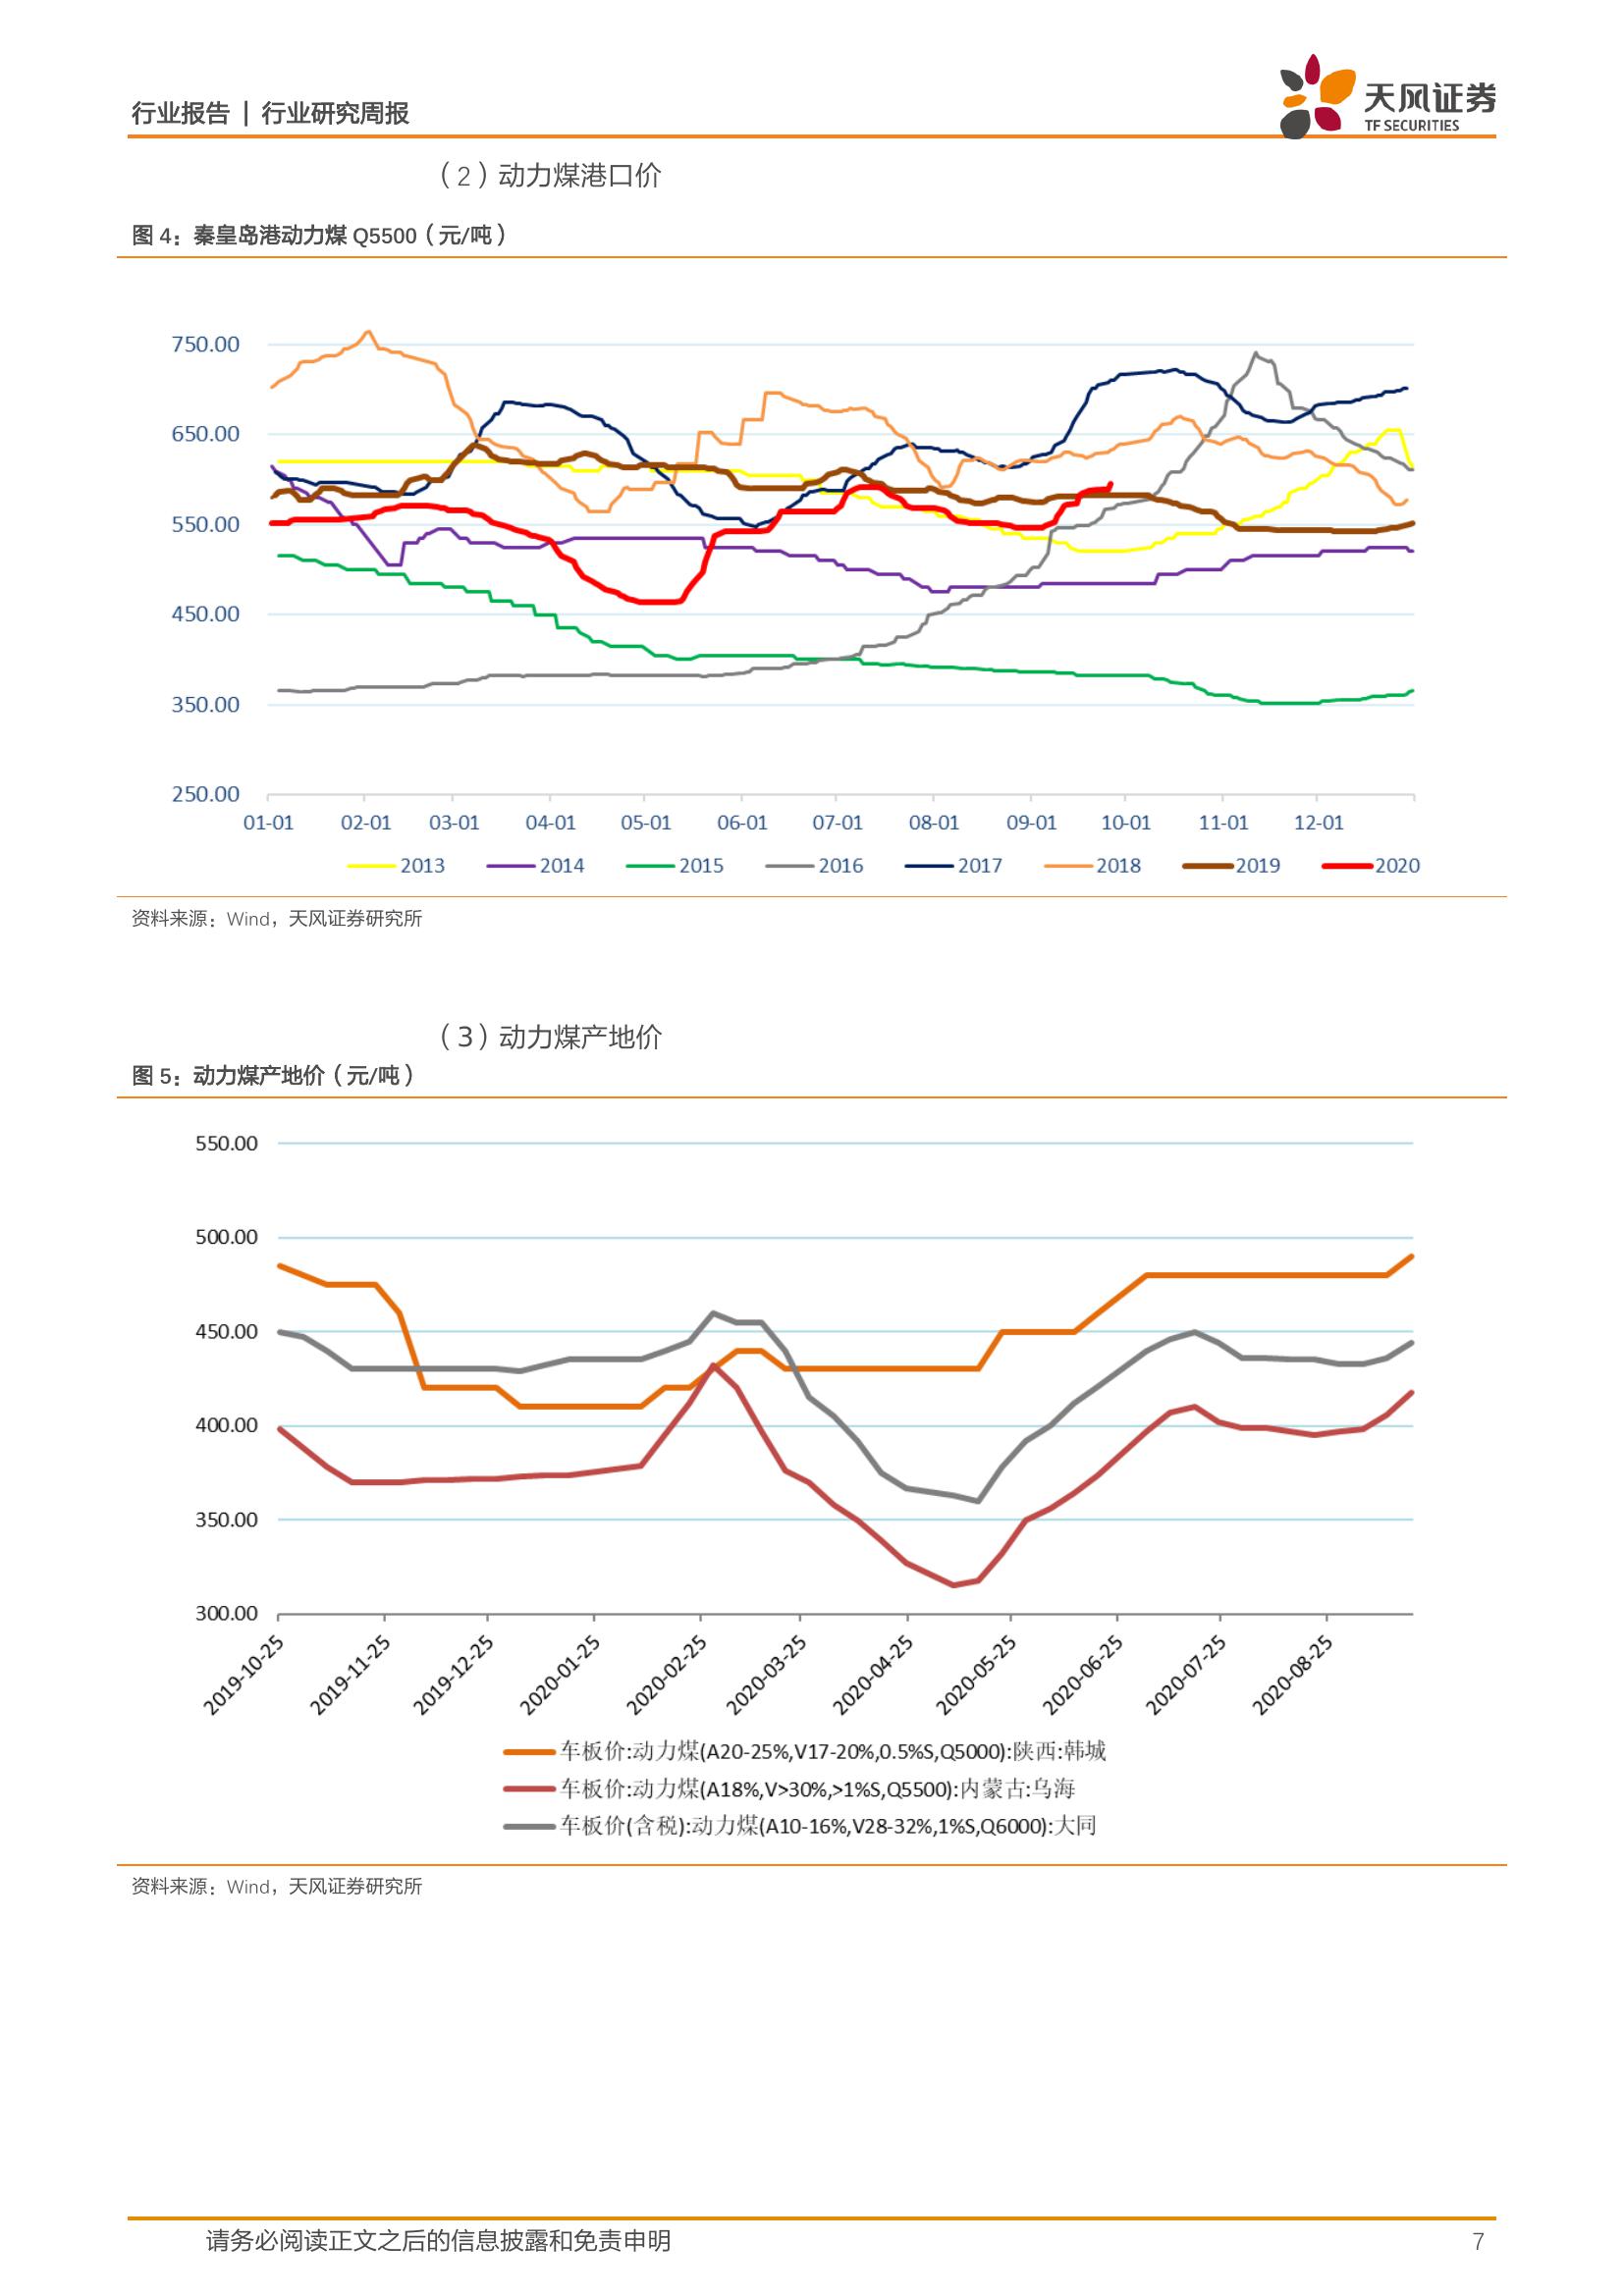 行业报告 | 行业研究周报
天风证券
TF SECURITIES
（2）动力煤港口价
图 4：秦皇岛港动力煤 Q5500（元/吨）
750.00
650.00
550.00
450.00
350.00
250.00
01-01 02-01 03-01 04-01 05-01 06-01 07-01 08-01 09-01 10-01 11-01 12-01
2013 2014 2015 2016 2017 2018 2019 2020
资料来源：Wind，天风证券研究所
（3）动力煤产地价
图 5：动力煤产地价（元/吨）
550.00
500.00
450.00
400.00
350.00
300.00
2019-10-25 2019-11-25 2019-12-25 2020-01-25 2020-02-25 2020-03-25 2020-04-25 2020-05-25 2020-06-25 2020-07-25 2020-08-25
车板价:动力煤(A20-25%,V17-20%,0.5%S,Q5000):陕西:韩城
车板价:动力煤(A18%,V>30%,>1%S,Q5500):内蒙古:乌海
车板价(含税):动力煤(A10-16%,V28-32%,1%S,Q6000):大同
资料来源：Wind，天风证券研究所
请务必阅读正文之后的信息披露和免责申明 7